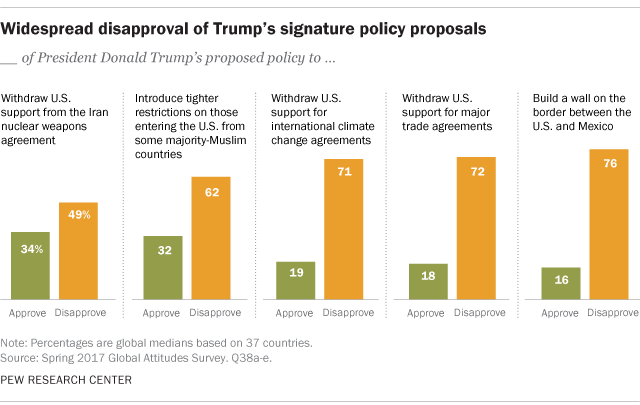 Widespread disapproval of Trump's signature policy proposals
__ of President Donald Trump's proposed policy to ...
Withdraw U.S.
support from the Iran
nuclear weapons
agreement
34%
49%
Approve
Disapprove
Introduce tighter
restrictions on those
entering the U.S. from
some majority-Muslim
countries
32
62
Approve
Disapprove
Withdraw U.S.
support for
international climate
change agreements
19
71
Approve
Disapprove
Withdraw U.S.
support for major
trade agreements
18
72
Approve
Disapprove
Build a wall on the
border between the
U.S. and Mexico
16
76
Approve
Disapprove
Note: Percentages are global medians based on 37 countries.
Source: Spring 2017 Global Attitudes Survey. Q38a-e.
PEW RESEARCH CENTER